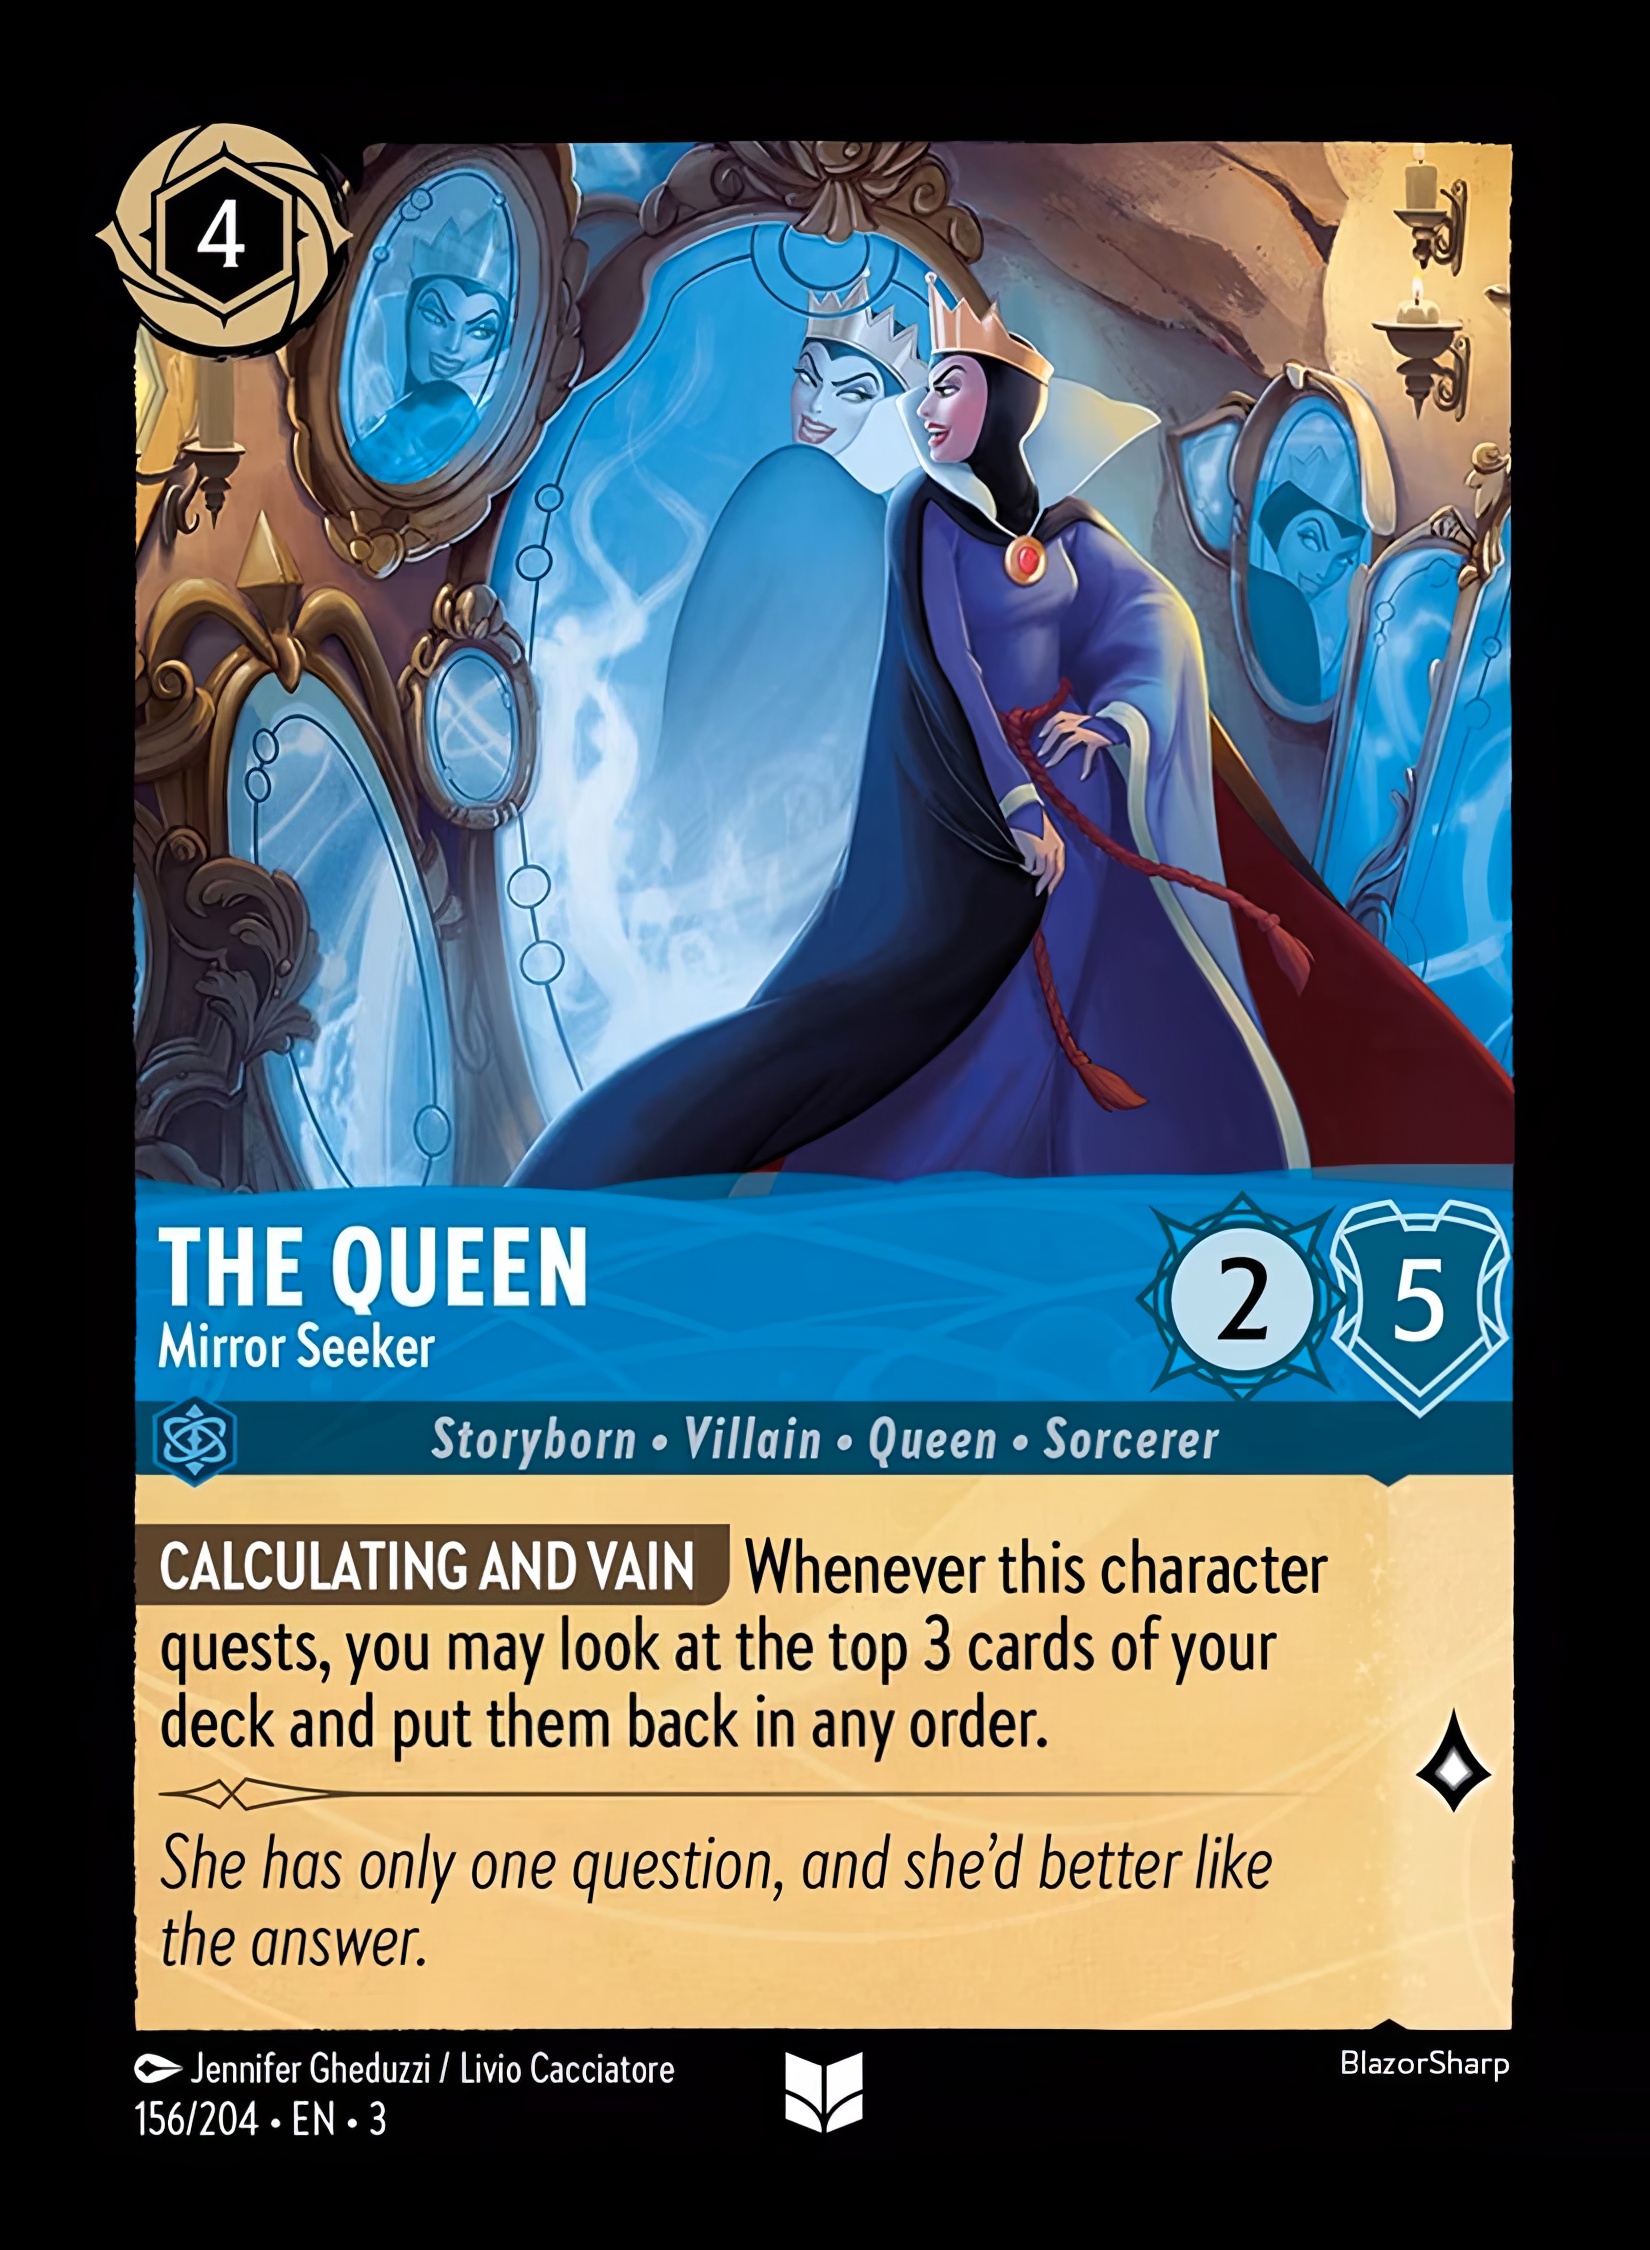 4
THE QUEEN
Mirror Seeker
2
5
Storyborn • Villain • Queen • Sorcerer
CALCULATING AND VAIN Whenever this character
quests, you may look at the top 3 cards of your
deck and put them back in any order.
She has only one question, and she’d better like
the answer.
Jennifer Gheduzzi / Livio Cacciatore
BlazorSharp
156/204 • EN • 3